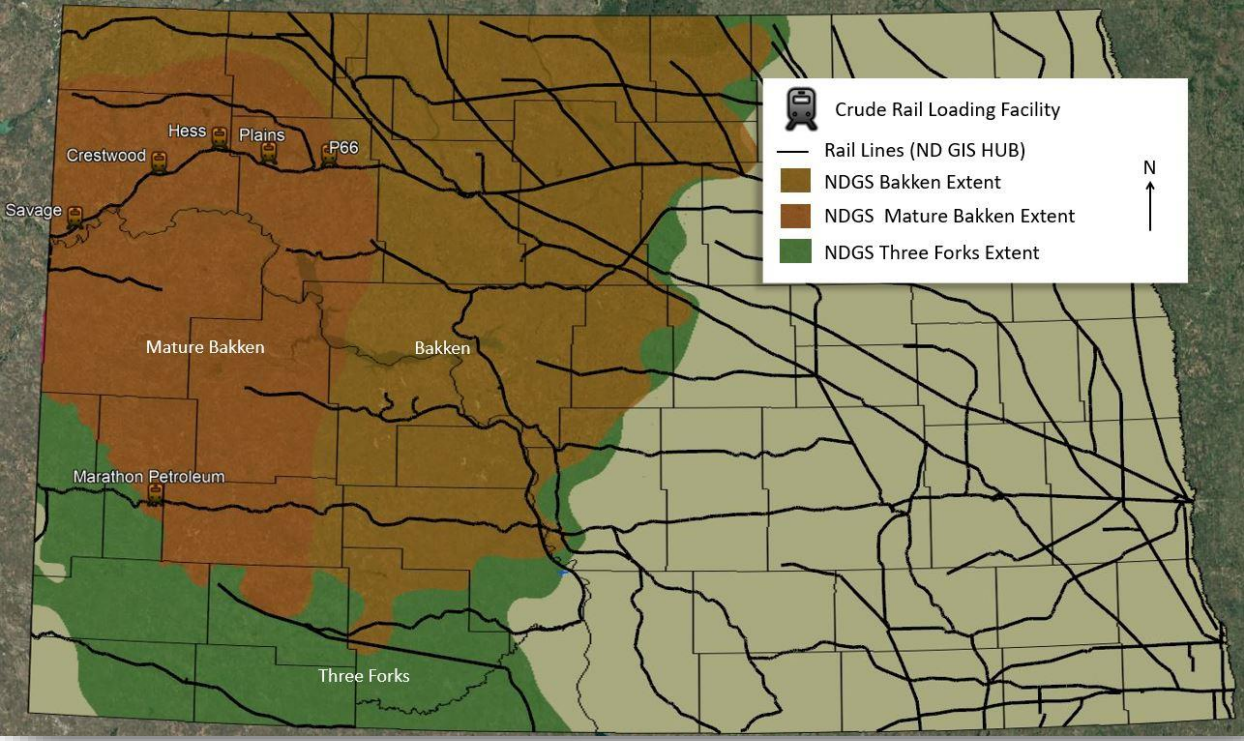 Crude Rail Loading Facility
Rail Lines (ND GIS HUB)
N
NDGS Bakken Extent
NDGS Mature Bakken Extent
NDGS Three Forks Extent
Hess
Plains
P66
Crestwood
Savage
Mature Bakken
Bakken
Marathon Petroleum
Three Forks